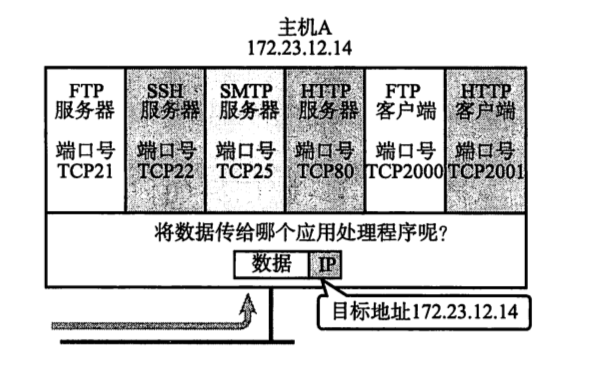 主机A
172.23.12.14
FTP
服务器
端口号
TCP21
SSH
服务器
端口号
TCP22
SMTP
服务器
端口号
TCP25
HTTP
服务器
端口号
TCP80
FTP
客户端
端口号
TCP2000
HTTP
客户端
端口号
TCP2001
将数据传给哪个应用处理程序呢?
数据 IP
目标地址172.23.12.14